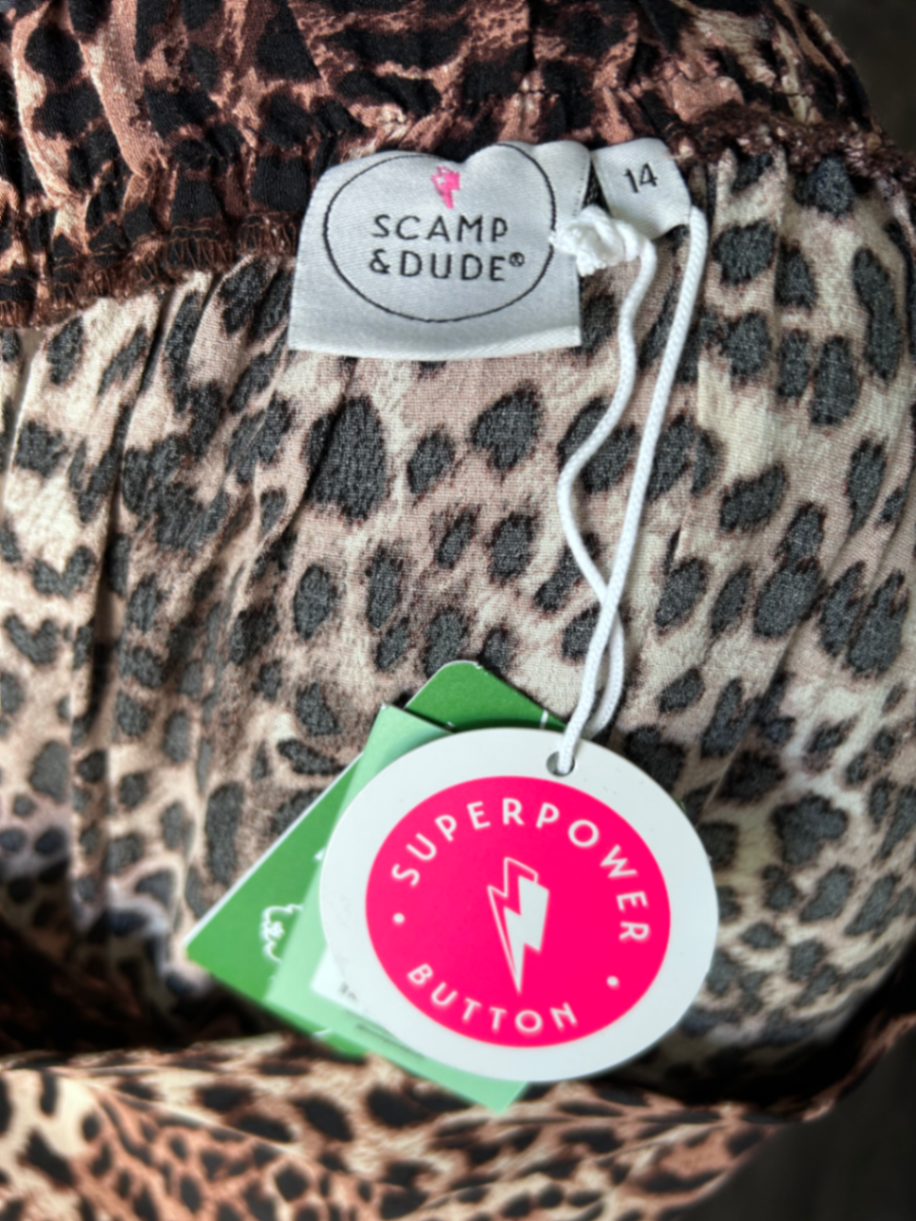 SCAMP
&DUDE®
14
SUPERPOWER
BUTTON